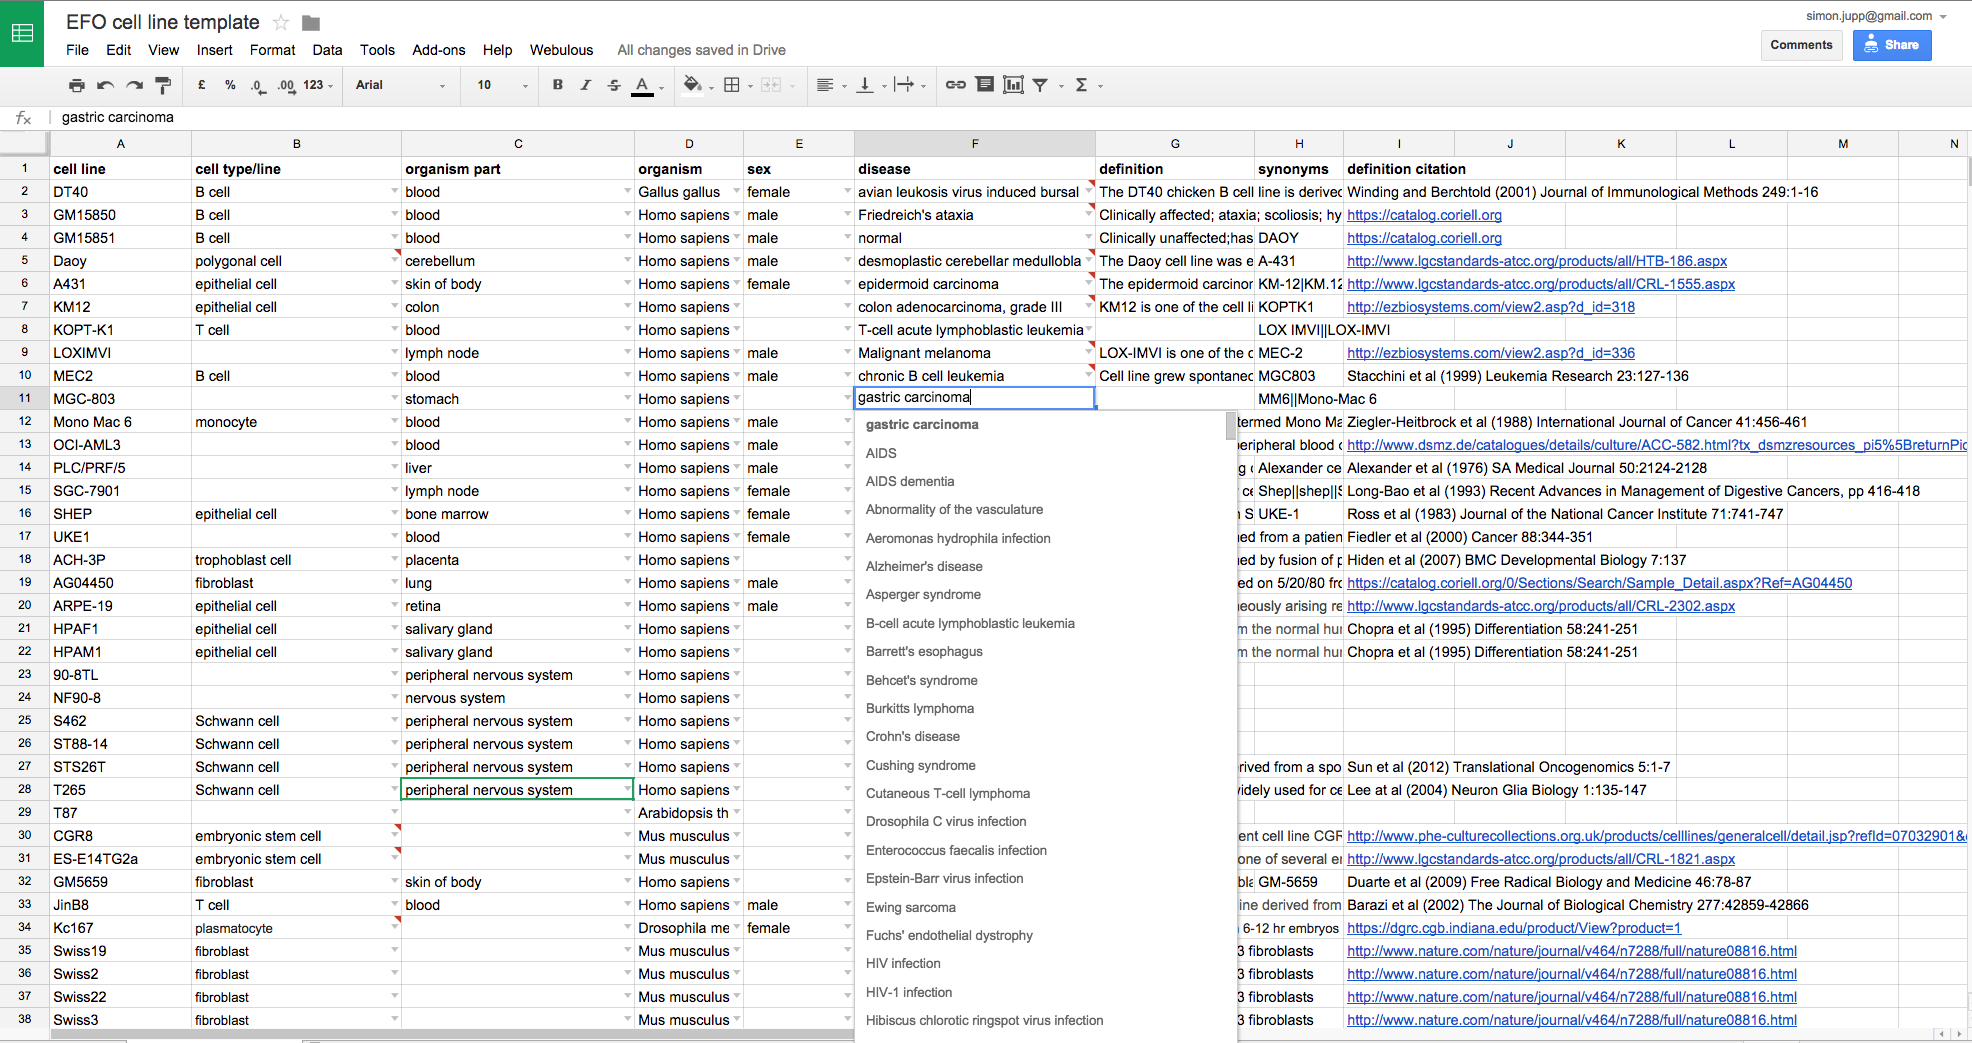 EFO cell line template
simon.jupp@gmail.com
File Edit View Insert Format Data Tools Add-ons Help Webulous All changes saved in Drive
Comments Share
£ % .0 .00 123 Arial 10 B I S A Σ
fx gastric carcinoma
A B C D E F G H I J K L M N
1 cell line cell type/line organism part organism sex disease definition synonyms definition citation
2 DT40 B cell blood Gallus gallus female avian leukosis virus induced bursal The DT40 chicken B cell line is derived Winding and Berchtold (2001) Journal of Immunological Methods 249:1-16
3 GM15850 B cell blood Homo sapiens male Friedreich's ataxia Clinically affected; ataxia; scoliosis; hy https://catalog.coriell.org
4 GM15851 B cell blood Homo sapiens male normal Clinically unaffected;has DAOY https://catalog.coriell.org
5 Daoy polygonal cell cerebellum Homo sapiens male desmoplastic cerebellar medullobla The Daoy cell line was e A-431 http://www.lgcstandards-atcc.org/products/all/HTB-186.aspx
6 A431 epithelial cell skin of body Homo sapiens female epidermoid carcinoma The epidermoid carcinor KM-12|KM.12 http://www.lgcstandards-atcc.org/products/all/CRL-1555.aspx
7 KM12 epithelial cell colon Homo sapiens colon adenocarcinoma, grade III KM12 is one of the cell li KOPTK1 http://ezbiosystems.com/view2.asp?d_id=318
8 KOPT-K1 T cell blood Homo sapiens T-cell acute lymphoblastic leukemia LOX IMVI||LOX-IMVI
9 LOXIMVI lymph node Homo sapiens male Malignant melanoma LOX-IMVI is one of the c MEC-2 http://ezbiosystems.com/view2.asp?d_id=336
10 MEC2 B cell blood Homo sapiens male chronic B cell leukemia Cell line grew spontanec MGC803 Stacchini et al (1999) Leukemia Research 23:127-136
11 MGC-803 stomach Homo sapiens gastric carcinoma MM6||Mono-Mac 6
12 Mono Mac 6 monocyte blood Homo sapiens male termed Mono Ma Ziegler-Heitbrock et al (1988) International Journal of Cancer 41:456-461
13 OCI-AML3 blood Homo sapiens male eripheral blood c http://www.dsmz.de/catalogues/details/culture/ACC-582.html?tx_dsmzresources_pi5%5BreturnPic
14 PLC/PRF/5 liver Homo sapiens male g c Alexander ce Alexander et al (1976) SA Medical Journal 50:2124-2128
15 SGC-7901 lymph node Homo sapiens female ce Shep||shep||S Long-Bao et al (1993) Recent Advances in Management of Digestive Cancers, pp 416-418
16 SHEP epithelial cell bone marrow Homo sapiens female S UKE-1 Ross et al (1983) Journal of the National Cancer Institute 71:741-747
17 UKE1 blood Homo sapiens female ed from a patien Fiedler et al (2000) Cancer 88:344-351
18 ACH-3P trophoblast cell placenta Homo sapiens ed by fusion of p Hiden et al (2007) BMC Developmental Biology 7:137
19 AG04450 fibroblast lung Homo sapiens male ed on 5/20/80 fro https://catalog.coriell.org/0/Sections/Search/Sample_Detail.aspx?Ref=AG04450
20 ARPE-19 epithelial cell retina Homo sapiens male eously arising re http://www.lgcstandards-atcc.org/products/all/CRL-2302.aspx
21 HPAF1 epithelial cell salivary gland Homo sapiens m the normal hur Chopra et al (1995) Differentiation 58:241-251
22 HPAM1 epithelial cell salivary gland Homo sapiens m the normal hur Chopra et al (1995) Differentiation 58:241-251
23 90-8TL peripheral nervous system Homo sapiens
24 NF90-8 nervous system Homo sapiens
25 S462 Schwann cell peripheral nervous system Homo sapiens
26 ST88-14 Schwann cell peripheral nervous system Homo sapiens
27 STS26T Schwann cell peripheral nervous system Homo sapiens rived from a spo Sun et al (2012) Translational Oncogenomics 5:1-7
28 T265 Schwann cell peripheral nervous system Homo sapiens idely used for ce Lee at al (2004) Neuron Glia Biology 1:135-147
29 T87 Arabidopsis th
30 CGR8 embryonic stem cell Mus musculus ent cell line CGR http://www.phe-culturecollections.org.uk/products/celllines/generalcell/detail.jsp?refId=07032901&
31 ES-E14TG2a embryonic stem cell Mus musculus one of several er http://www.lgcstandards-atcc.org/products/all/CRL-1821.aspx
32 GM5659 fibroblast skin of body Homo sapiens bla GM-5659 Duarte et al (2009) Free Radical Biology and Medicine 46:78-87
33 JinB8 T cell blood Homo sapiens male ine derived from Barazi et al (2002) The Journal of Biological Chemistry 277:42859-42866
34 Kc167 plasmatocyte Drosophila me female 6-12 hr embryos https://dgrc.cgb.indiana.edu/product/View?product=1
35 Swiss19 fibroblast Mus musculus 3 fibroblasts http://www.nature.com/nature/journal/v464/n7288/full/nature08816.html
36 Swiss2 fibroblast Mus musculus 3 fibroblasts http://www.nature.com/nature/journal/v464/n7288/full/nature08816.html
37 Swiss22 fibroblast Mus musculus 3 fibroblasts http://www.nature.com/nature/journal/v464/n7288/full/nature08816.html
38 Swiss3 fibroblast Mus musculus 3 fibroblasts http://www.nature.com/nature/journal/v464/n7288/full/nature08816.html
gastric carcinoma
AIDS
AIDS dementia
Abnormality of the vasculature
Aeromonas hydrophila infection
Alzheimer's disease
Asperger syndrome
B-cell acute lymphoblastic leukemia
Barrett's esophagus
Behcet's syndrome
Burkitts lymphoma
Crohn's disease
Cushing syndrome
Cutaneous T-cell lymphoma
Drosophila C virus infection
Enterococcus faecalis infection
Epstein-Barr virus infection
Ewing sarcoma
Fuchs' endothelial dystrophy
HIV infection
HIV-1 infection
Hibiscus chlorotic ringspot virus infection